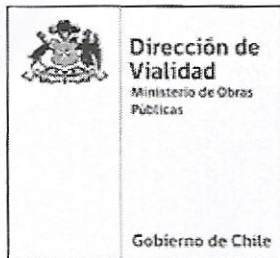 Dirección de
Vialidad
Ministerio de Obras
Públicas
Gobierno de Chile